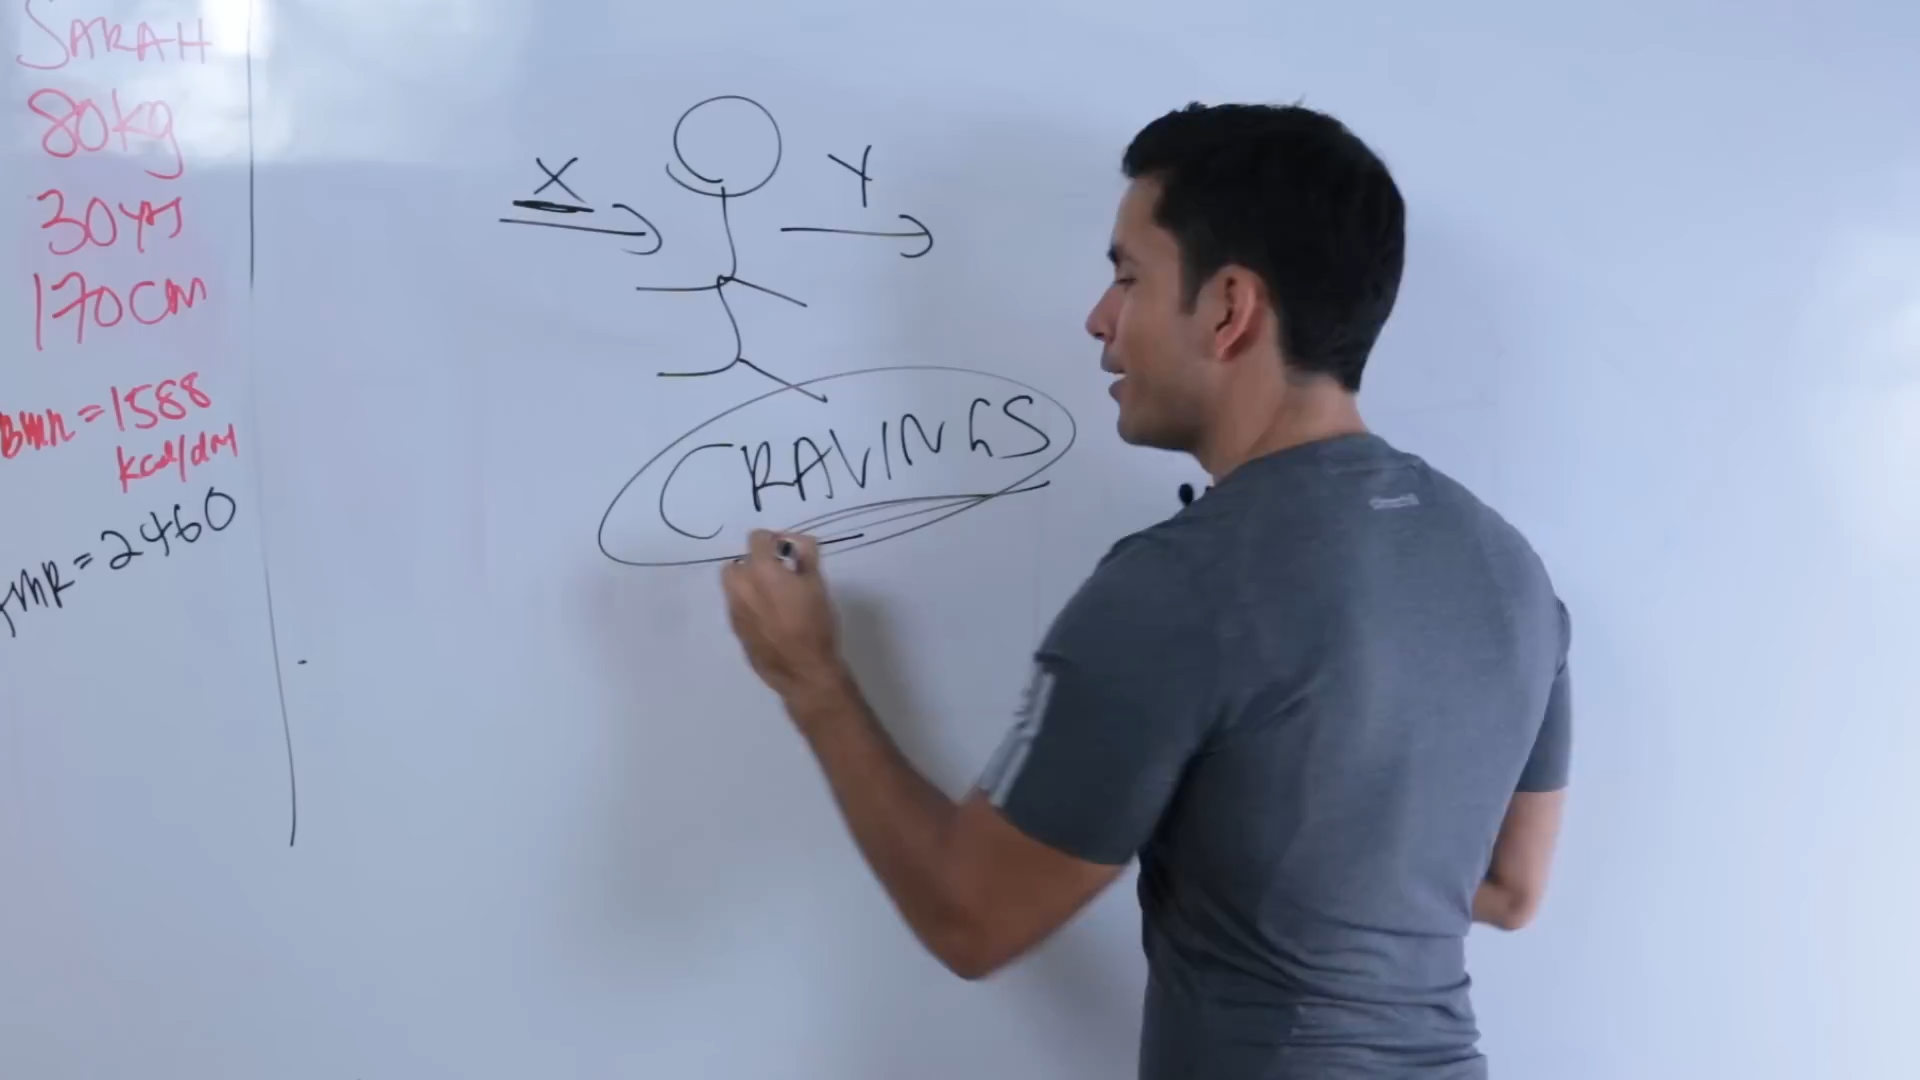 SARAH
80kg
30yrs
170cm
BMR = 1588
kcal/day
TMR = 2460
X
Y
CRAVINGS